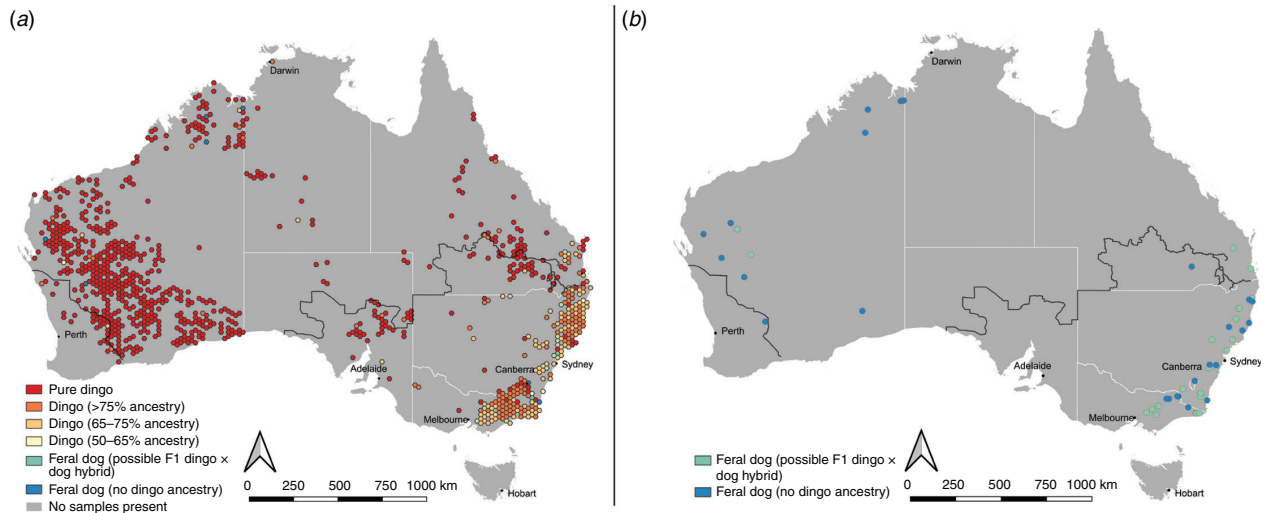 (a)
Darwin
Perth
Adelaide
Canberra
Sydney
Melbourne
Hobart
Pure dingo
Dingo (>75% ancestry)
Dingo (65–75% ancestry)
Dingo (50–65% ancestry)
Feral dog (possible F1 dingo ×
dog hybrid)
Feral dog (no dingo ancestry)
No samples present
0 250 500 750 1000 km
(b)
Darwin
Perth
Adelaide
Canberra
Sydney
Melbourne
Hobart
Feral dog (possible F1 dingo ×
dog hybrid)
Feral dog (no dingo ancestry)
0 250 500 750 1000 km